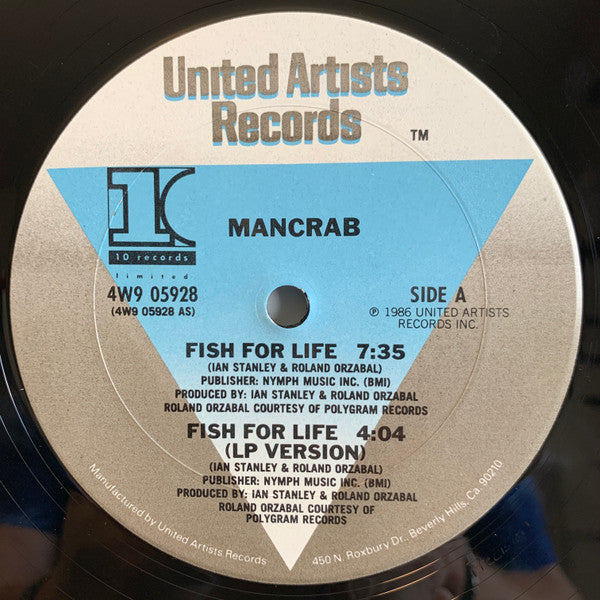 United Artists
Records
TM
10
10 records
limited
MANCRAB
4W9 05928
(4W9 05928 AS)
SIDE A
℗ 1986 UNITED ARTISTS
RECORDS INC.
FISH FOR LIFE 7:35
(IAN STANLEY & ROLAND ORZABAL)
PUBLISHER: NYMPH MUSIC INC. (BMI)
PRODUCED BY: IAN STANLEY & ROLAND ORZABAL
ROLAND ORZABAL COURTESY OF POLYGRAM RECORDS
FISH FOR LIFE 4:04
(LP VERSION)
(IAN STANLEY & ROLAND ORZABAL)
PUBLISHER: NYMPH MUSIC INC. (BMI)
PRODUCED BY: IAN STANLEY & ROLAND ORZABAL
ROLAND ORZABAL COURTESY OF
POLYGRAM RECORDS
Manufactured by United Artists Records
450 N. Roxbury Dr. Beverly Hills, Ca. 90210